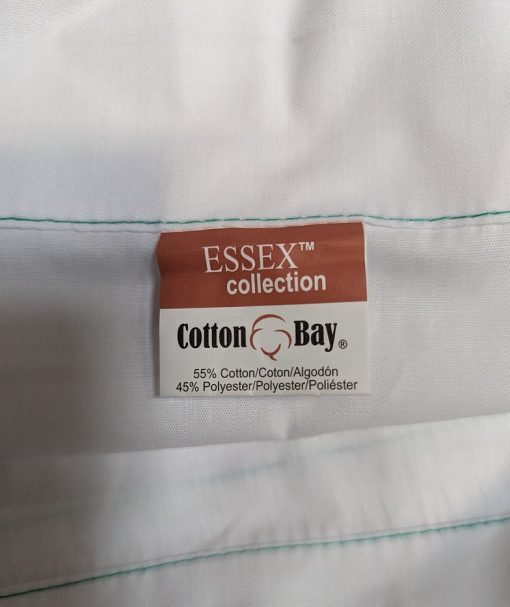 ESSEX™
collection
Cotton Bay®
55% Cotton/Coton/Algodón
45% Polyester/Polyester/Poliéster